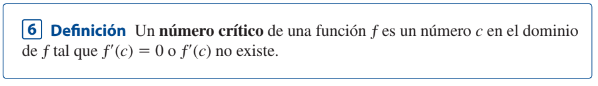 6 Definición Un número crítico de una función f es un número c en el dominio
de f tal que f′(c) = 0 o f′(c) no existe.